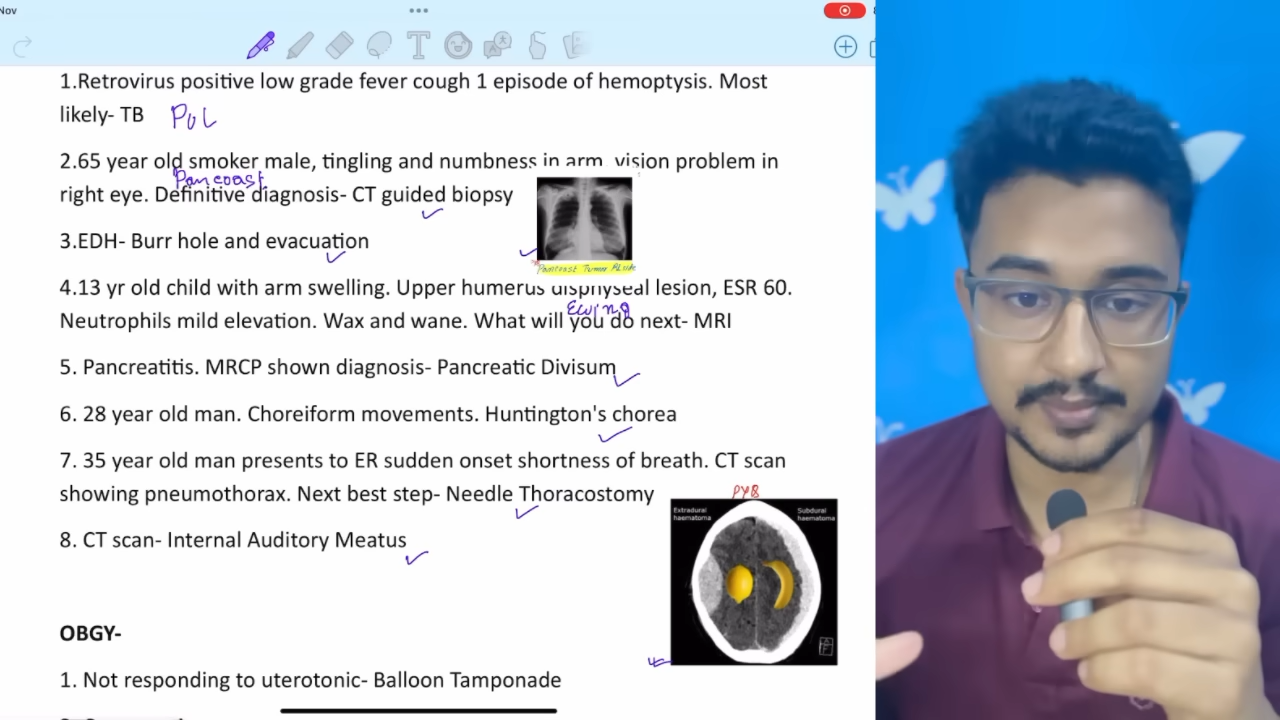 Nov
1.Retrovirus positive low grade fever cough 1 episode of hemoptysis. Most
likely- TB PUL
2.65 year old smoker male, tingling and numbness in arm, vision problem in
Pancoast
right eye. Definitive diagnosis- CT guided biopsy
3.EDH- Burr hole and evacuation
Pancoast Tumor
4.13 yr old child with arm swelling. Upper humerus disphyseal lesion, ESR 60.
Ewing
Neutrophils mild elevation. Wax and wane. What will you do next- MRI
5. Pancreatitis. MRCP shown diagnosis- Pancreatic Divisum
6. 28 year old man. Choreiform movements. Huntington's chorea
7. 35 year old man presents to ER sudden onset shortness of breath. CT scan
showing pneumothorax. Next best step- Needle Thoracostomy
PYQ
Extradural
haematoma
Subdural
haematoma
8. CT scan- Internal Auditory Meatus
OBGY-
1. Not responding to uterotonic- Balloon Tamponade